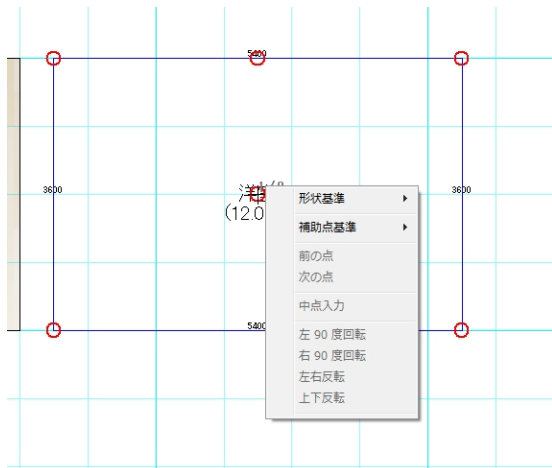 5400
3600
3600
(12.0
形状基準
補助点基準
前の点
次の点
中点入力
左 90 度回転
右 90 度回転
左右反転
上下反転
5400